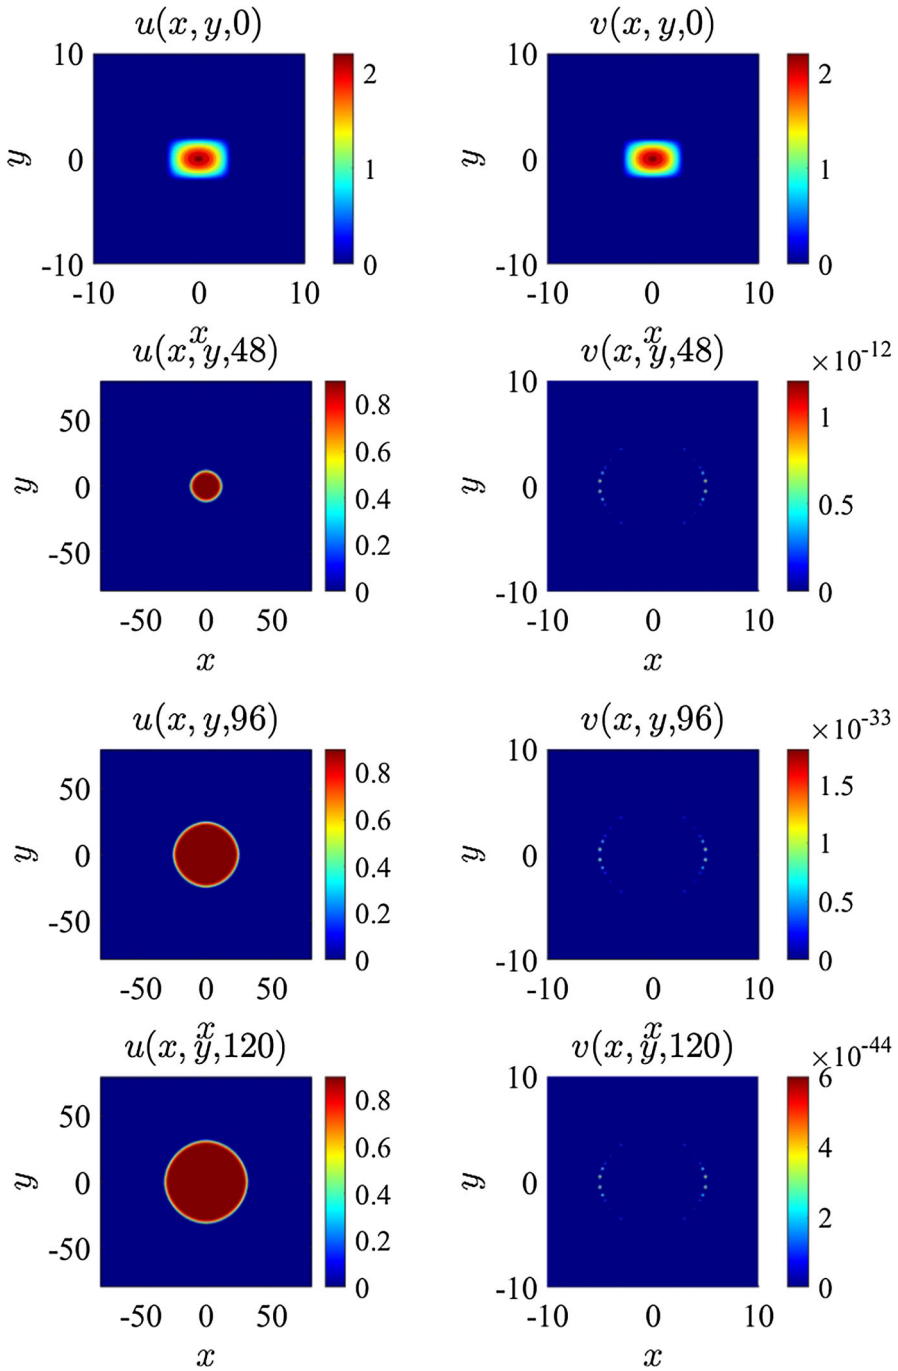 u(x, y,0) v(x, y,0)
10 2 10 2
y 0 1 y 0 1
-10 0 -10 0
-10 0 10 -10 0 10
x x
u(x, y,48) v(x, y,48) ×10-12
50 0.8 10 1
0.6
y 0 0.4 y 0 0.5
-50 0.2
0 -10 0
-50 0 50 -10 0 10
x x
u(x, y,96) v(x, y,96) ×10-33
50 0.8 10 1.5
0.6 1
y 0 0.4 y 0
-50 0.2 0.5
0 -10 0
-50 0 50 -10 0 10
x x
u(x, y,120) v(x, y,120) ×10-44
50 0.8 10 6
0.6 4
y 0 0.4 y 0
-50 0.2 2
0 -10 0
-50 0 50 -10 0 10
x x